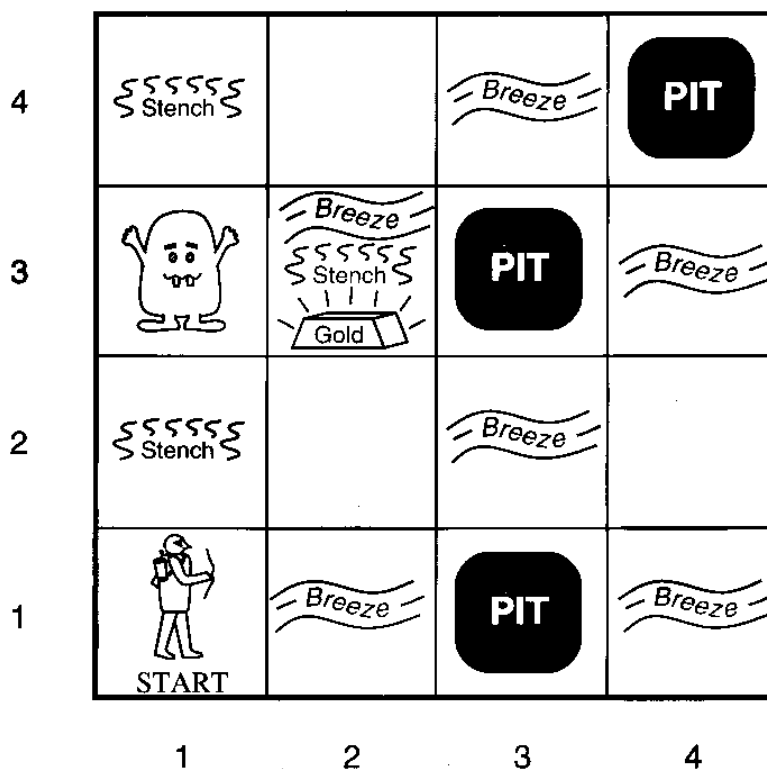 4
Stench
Breeze
PIT
3
Breeze
Stench
Gold
PIT
Breeze
2
Stench
Breeze
1
START
Breeze
PIT
Breeze
1 2 3 4